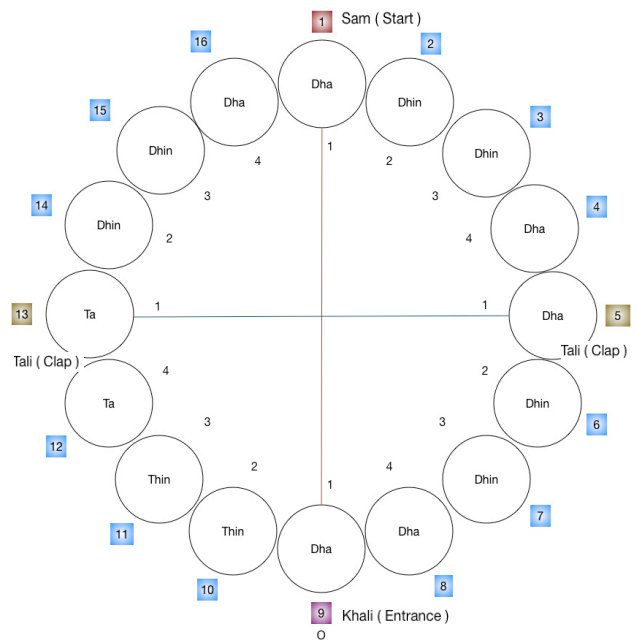 1 Sam ( Start )
Dha
1
2
Dhin
2
3
Dhin
3
4
Dha
4
5
Dha
1
Tali ( Clap )
6
Dhin
2
7
Dhin
3
8
Dha
4
9 Khali ( Entrance )
O
Dha
1
10
Thin
2
11
Thin
3
12
Ta
4
13
Ta
1
Tali ( Clap )
14
Dhin
2
15
Dhin
3
16
Dha
4